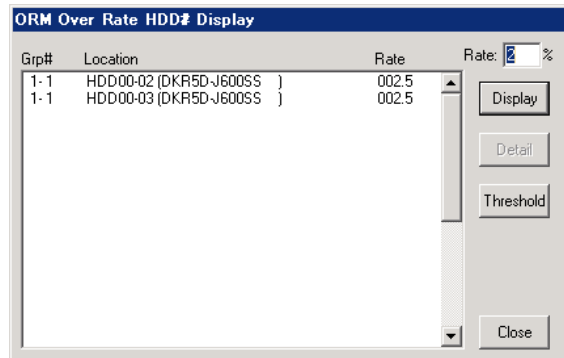 ORM Over Rate HDD# Display
Grp# Location Rate Rate: 2 %
1- 1 HDD00-02 (DKR5D-J600SS ) 002.5
1- 1 HDD00-03 (DKR5D-J600SS ) 002.5
Display
Detail
Threshold
Close